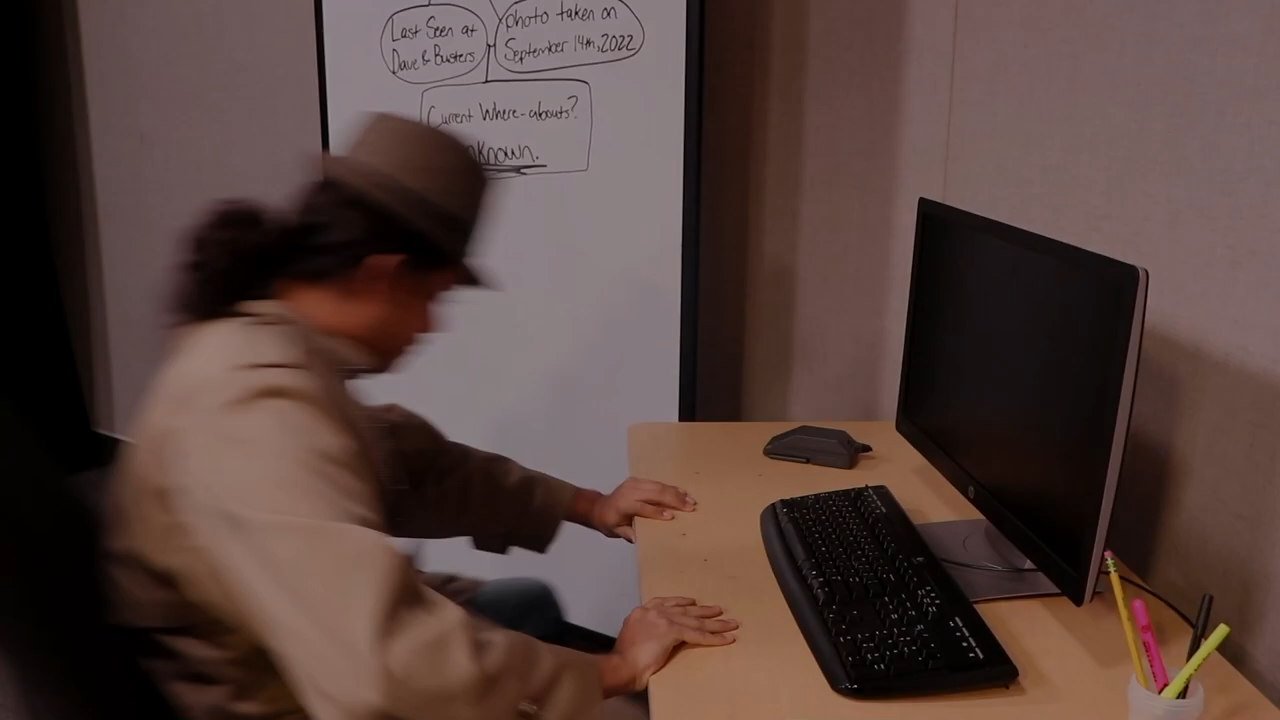 Last Seen at
Dave & Busters
photo taken on
September 14th, 2022
Current Where-abouts?